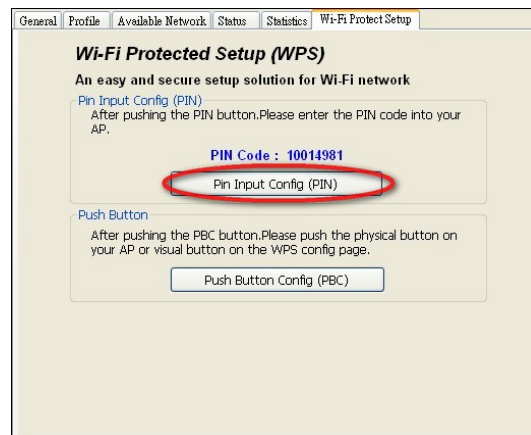 General Profile Available Network Status Statistics Wi-Fi Protect Setup
Wi-Fi Protected Setup (WPS)
An easy and secure setup solution for Wi-Fi network
Pin Input Config (PIN)
After pushing the PIN button.Please enter the PIN code into your
AP.
PIN Code : 10014981
Pin Input Config (PIN)
Push Button
After pushing the PBC button.Please push the physical button on
your AP or visual button on the WPS config page.
Push Button Config (PBC)